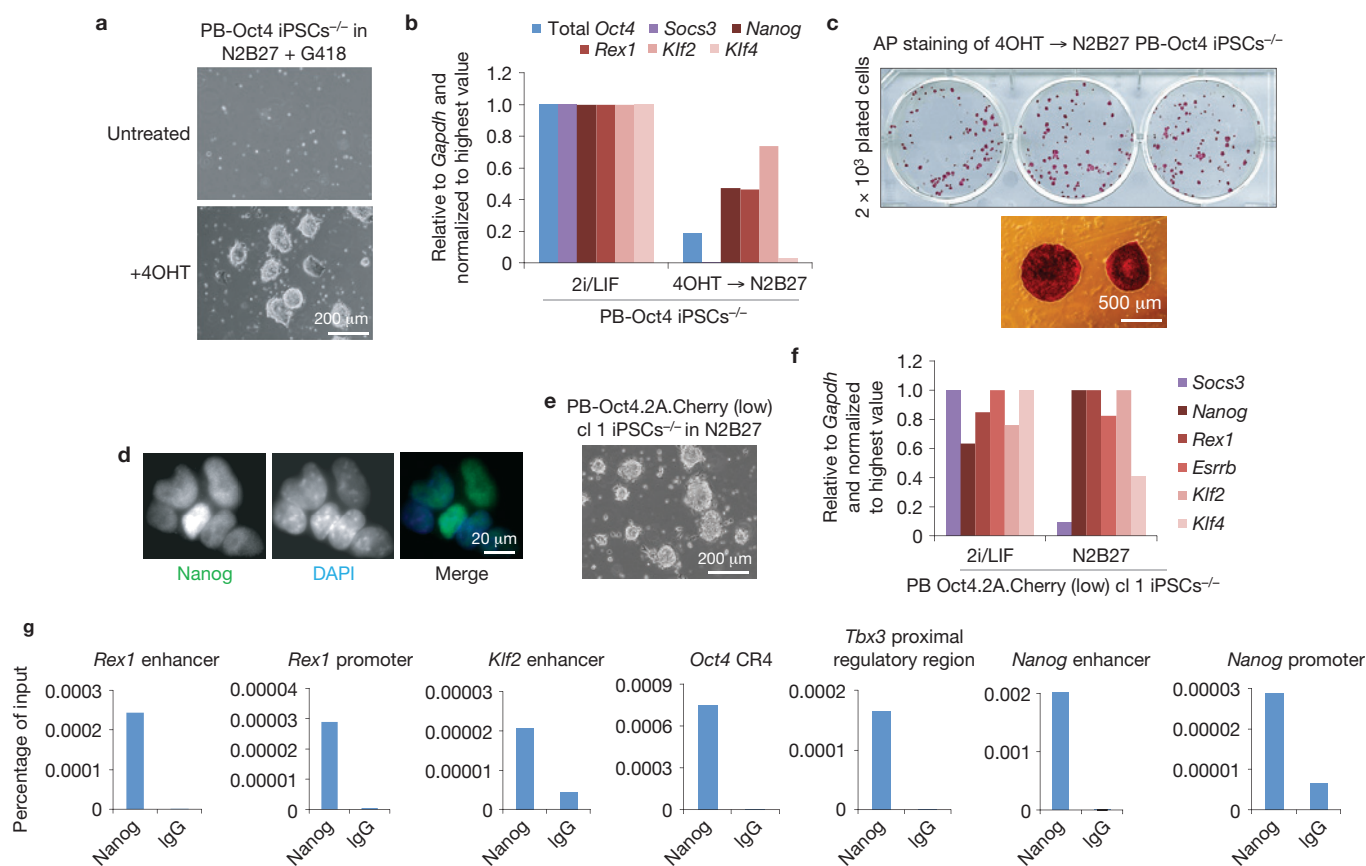 a
PB-Oct4 iPSCs–/– in
N2B27 + G418
Untreated
+4OHT
200 μm
b
Total Oct4 Socs3 Nanog
Rex1 Klf2 Klf4
Relative to Gapdh and
normalized to highest value
1.2
1.0
0.8
0.6
0.4
0.2
0
2i/LIF
4OHT → N2B27
PB-Oct4 iPSCs–/–
c
AP staining of 4OHT → N2B27 PB-Oct4 iPSCs–/–
2 × 10³ plated cells
500 μm
d
Nanog
DAPI
Merge
20 μm
e
PB-Oct4.2A.Cherry (low)
cl 1 iPSCs–/– in N2B27
200 μm
f
Relative to Gapdh
and normalized
to highest value
1.2
1.0
0.8
0.6
0.4
0.2
0
2i/LIF
N2B27
PB Oct4.2A.Cherry (low) cl 1 iPSCs–/–
Socs3
Nanog
Rex1
Esrrb
Klf2
Klf4
g
Percentage of input
Rex1 enhancer
0.0003
0.0002
0.0001
0
Nanog
IgG
Rex1 promoter
0.00004
0.00003
0.00002
0.00001
0
Nanog
IgG
Klf2 enhancer
0.00003
0.00002
0.00001
0
Nanog
IgG
Oct4 CR4
0.0009
0.0006
0.0003
0
Nanog
IgG
Tbx3 proximal
regulatory region
0.0002
0.0001
0
Nanog
IgG
Nanog enhancer
0.002
0.001
0
Nanog
IgG
Nanog promoter
0.00003
0.00002
0.00001
0
Nanog
IgG